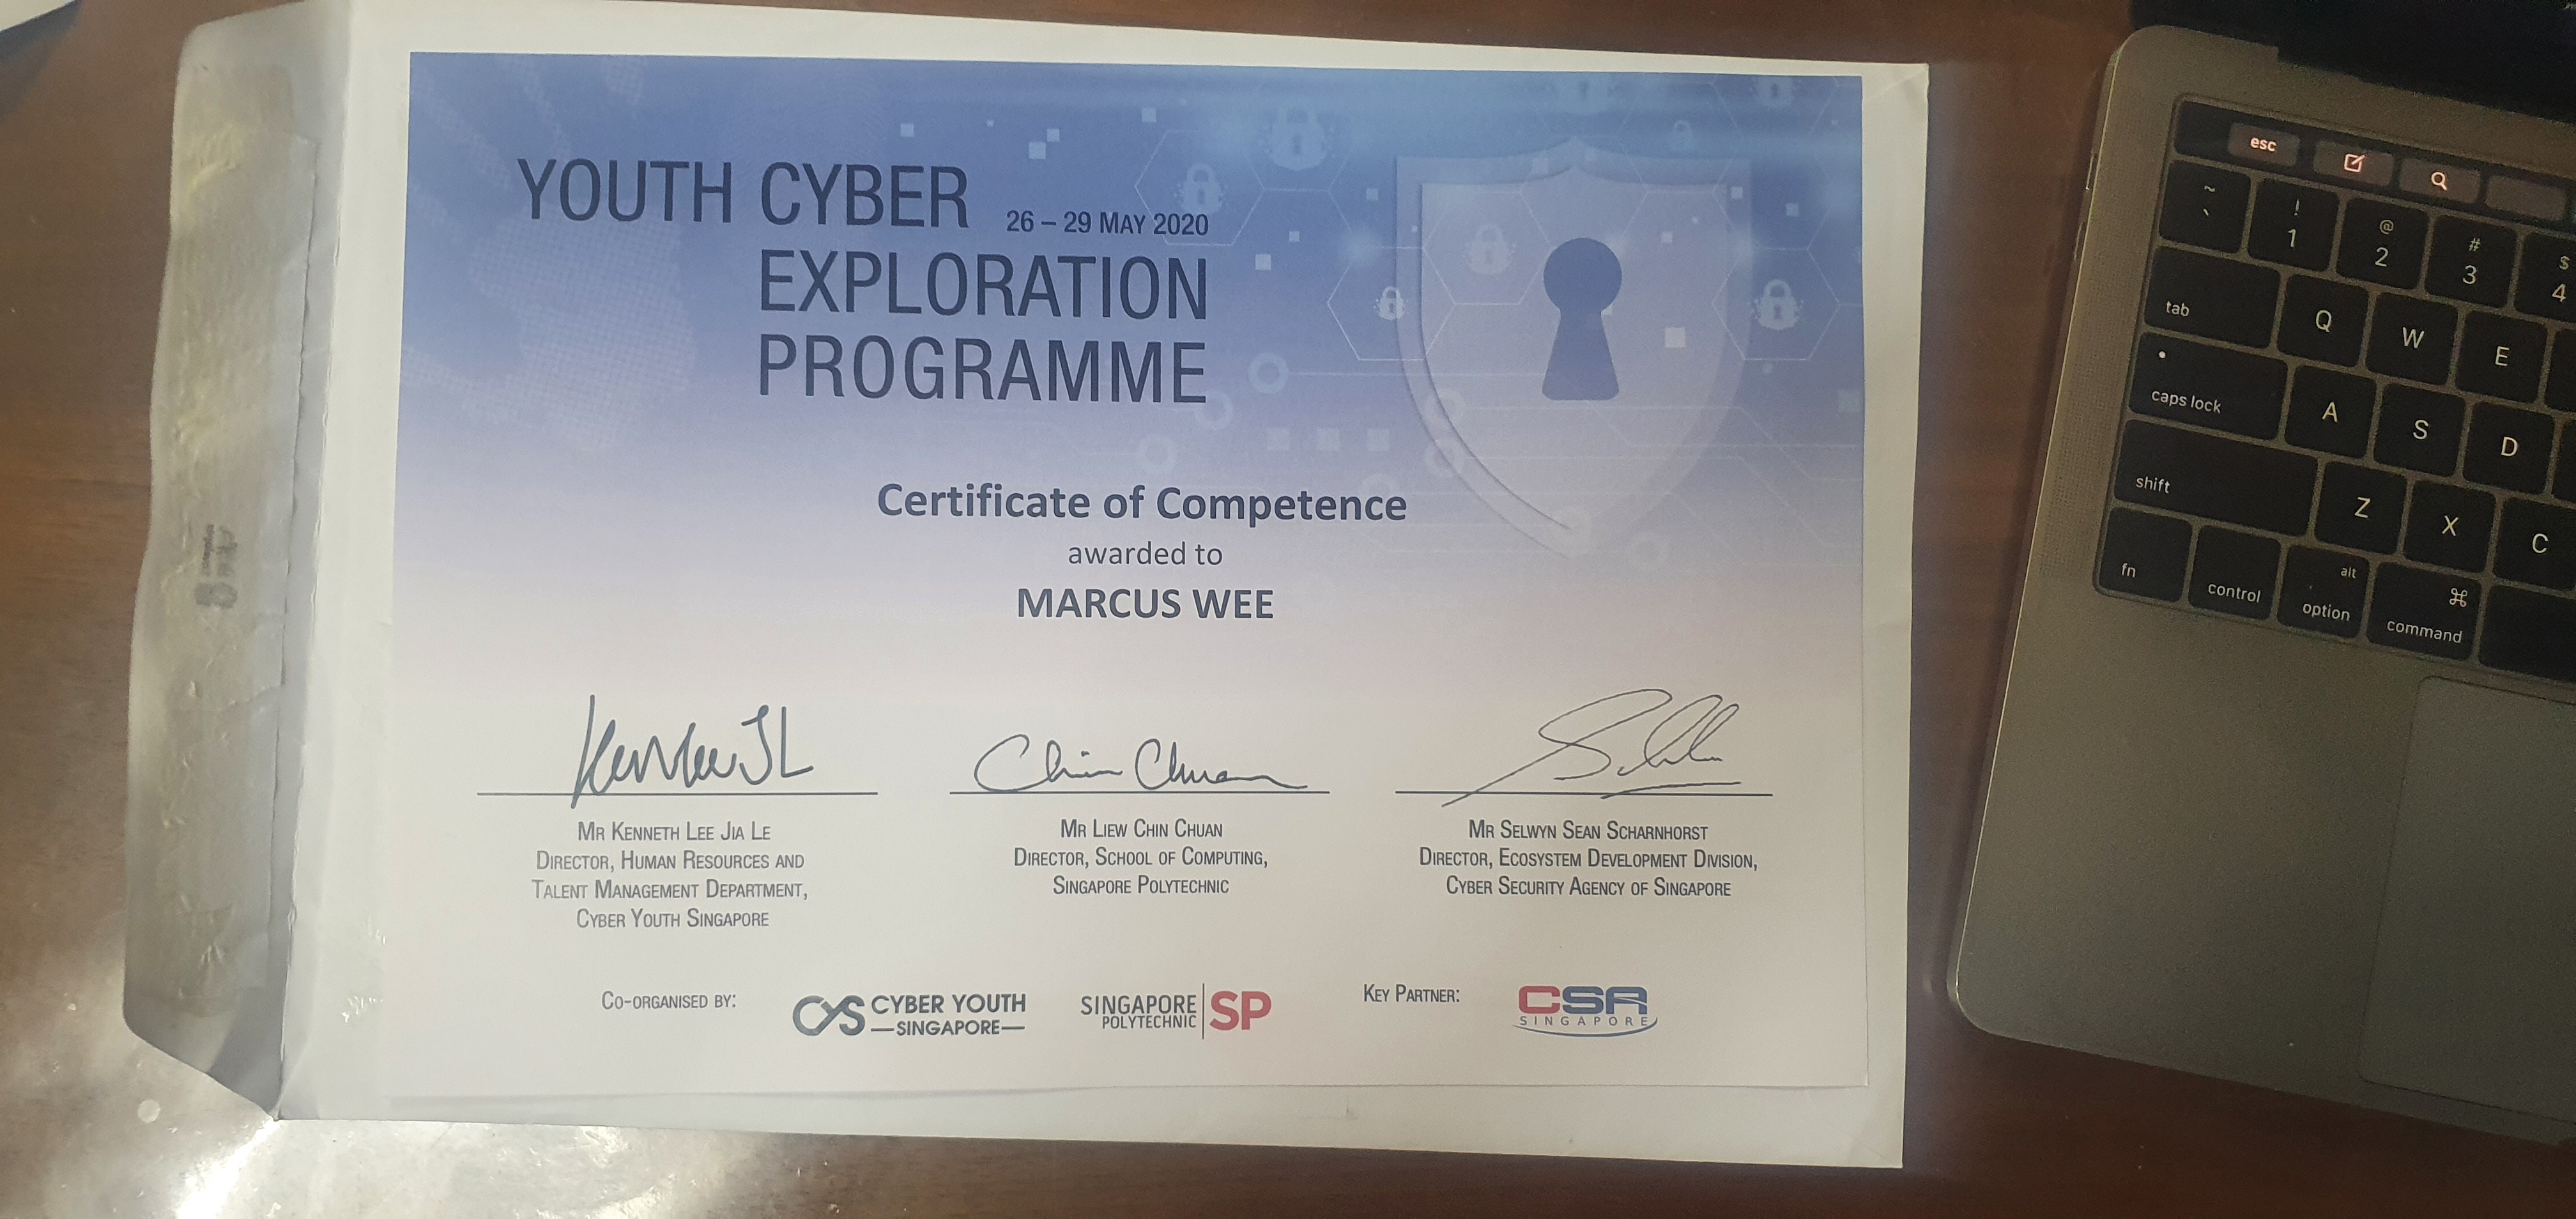 YOUTH CYBER 26 – 29 MAY 2020
EXPLORATION
PROGRAMME
Certificate of Competence
awarded to
MARCUS WEE
KenLeeJL
Chin Chuan
MR KENNETH LEE JIA LE
DIRECTOR, HUMAN RESOURCES AND
TALENT MANAGEMENT DEPARTMENT,
CYBER YOUTH SINGAPORE
MR LIEW CHIN CHUAN
DIRECTOR, SCHOOL OF COMPUTING,
SINGAPORE POLYTECHNIC
MR SELWYN SEAN SCHARNHORST
DIRECTOR, ECOSYSTEM DEVELOPMENT DIVISION,
CYBER SECURITY AGENCY OF SINGAPORE
CO-ORGANISED BY:
CYS CYBER YOUTH
—SINGAPORE—
SINGAPORE
POLYTECHNIC
SP
KEY PARTNER:
CSA
SINGAPORE
esc
~ ! @ # $
` 1 2 3 4
tab Q W E
caps lock A S D
shift Z X C
fn control alt option ⌘ command